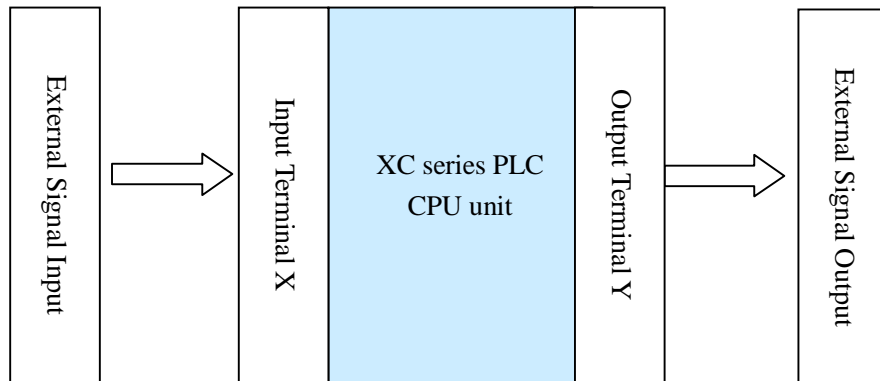 External Signal Input
Input Terminal X
XC series PLC
CPU unit
Output Terminal Y
External Signal Output